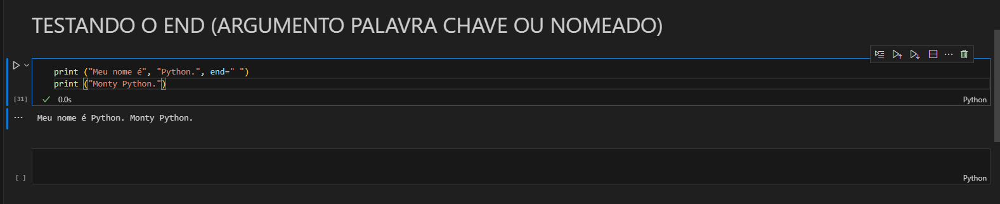 TESTANDO O END (ARGUMENTO PALAVRA CHAVE OU NOMEADO)
print ("Meu nome é", "Python.", end=" ")
print ("Monty Python.")
[31]
0.0s
Python
Meu nome é Python. Monty Python.
[ ]
Python